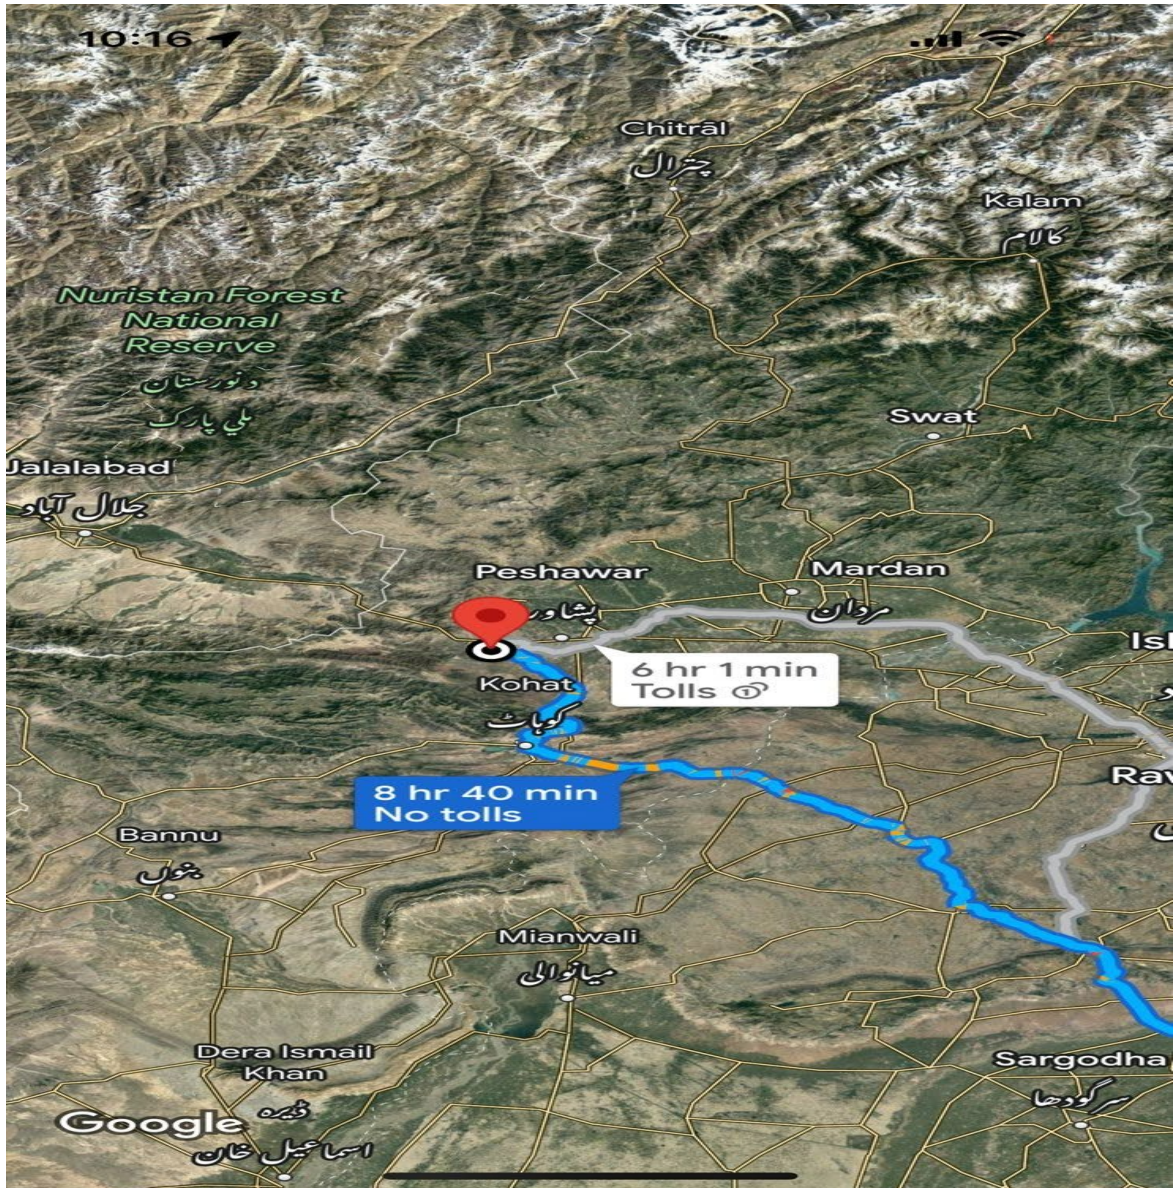 10:16
Chitrāl
چترال
Kalam
کالام
Nuristan Forest
National
Reserve
د نورستان
ملي پارک
Swat
Jalalabad
جلال آباد
Peshawar
پشاور
Mardan
مردان
Isl
6 hr 1 min
Tolls
Kohat
کوہاٹ
Rav
8 hr 40 min
No tolls
Bannu
بنوں
Mianwali
میانوالی
Dera Ismail
Khan
ڈیرہ
اسماعیل خان
Sargodha
سرگودھا
Google